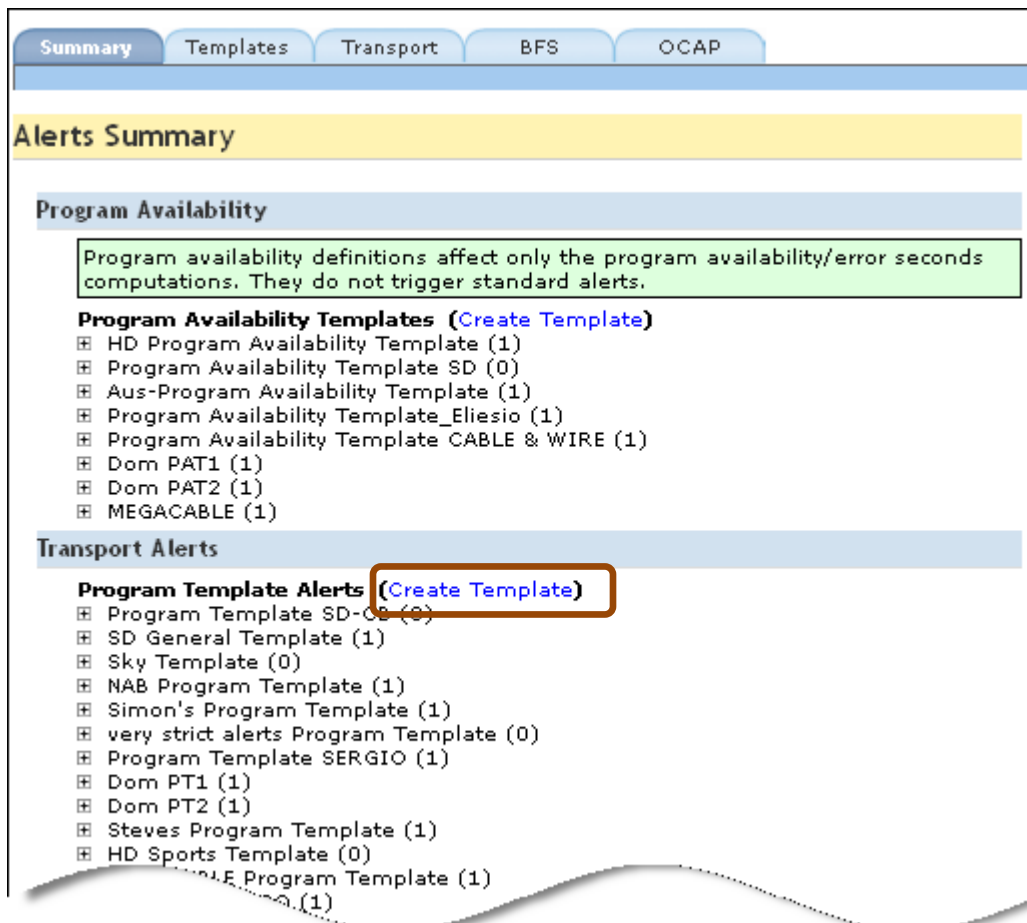 Summary Templates Transport BFS OCAP
Alerts Summary
Program Availability
Program availability definitions affect only the program availability/error seconds
computations. They do not trigger standard alerts.
Program Availability Templates (Create Template)
HD Program Availability Template (1)
Program Availability Template SD (0)
Aus-Program Availability Template (1)
Program Availability Template_Eliesio (1)
Program Availability Template CABLE & WIRE (1)
Dom PAT1 (1)
Dom PAT2 (1)
MEGACABLE (1)
Transport Alerts
Program Template Alerts (Create Template)
Program Template SD-CB (0)
SD General Template (1)
Sky Template (0)
NAB Program Template (1)
Simon's Program Template (1)
very strict alerts Program Template (0)
Program Template SERGIO (1)
Dom PT1 (1)
Dom PT2 (1)
Steves Program Template (1)
HD Sports Template (0)
Program Template (1)
(1)